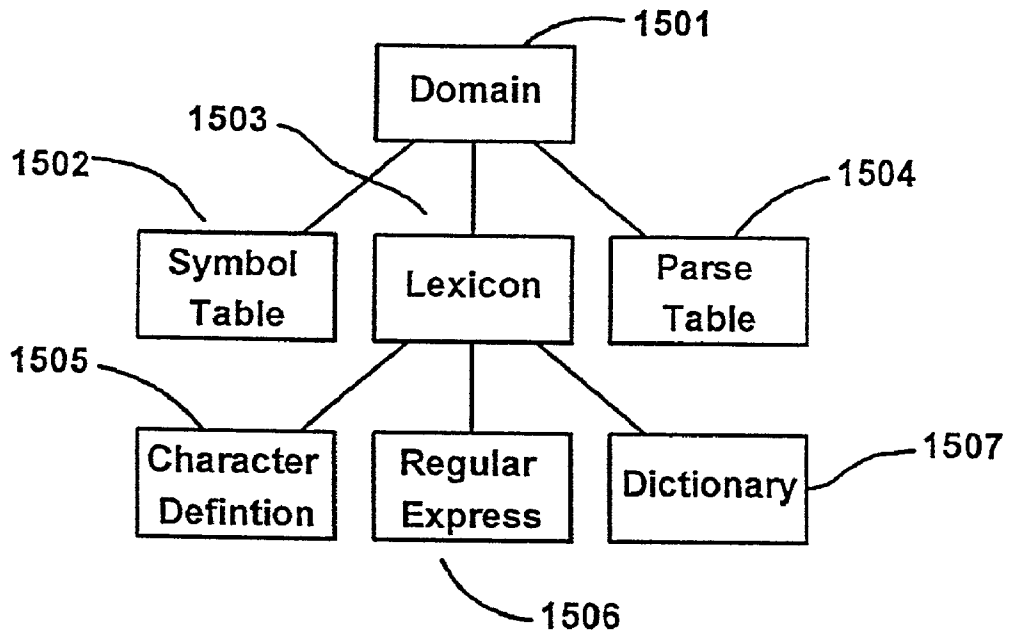 1501
Domain
1503
1502
1504
Symbol
Table
Lexicon
Parse
Table
1505
Character
Defintion
Regular
Express
Dictionary
1507
1506